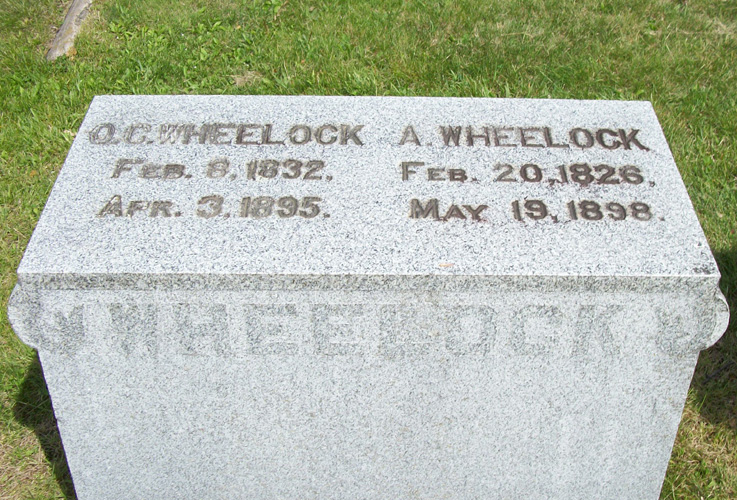 O.C. WHEELOCK
FEB. 8, 1832.
APR. 3, 1895.
A. WHEELOCK
FEB. 20, 1826,
MAY 19, 1898.
WHEELOCK